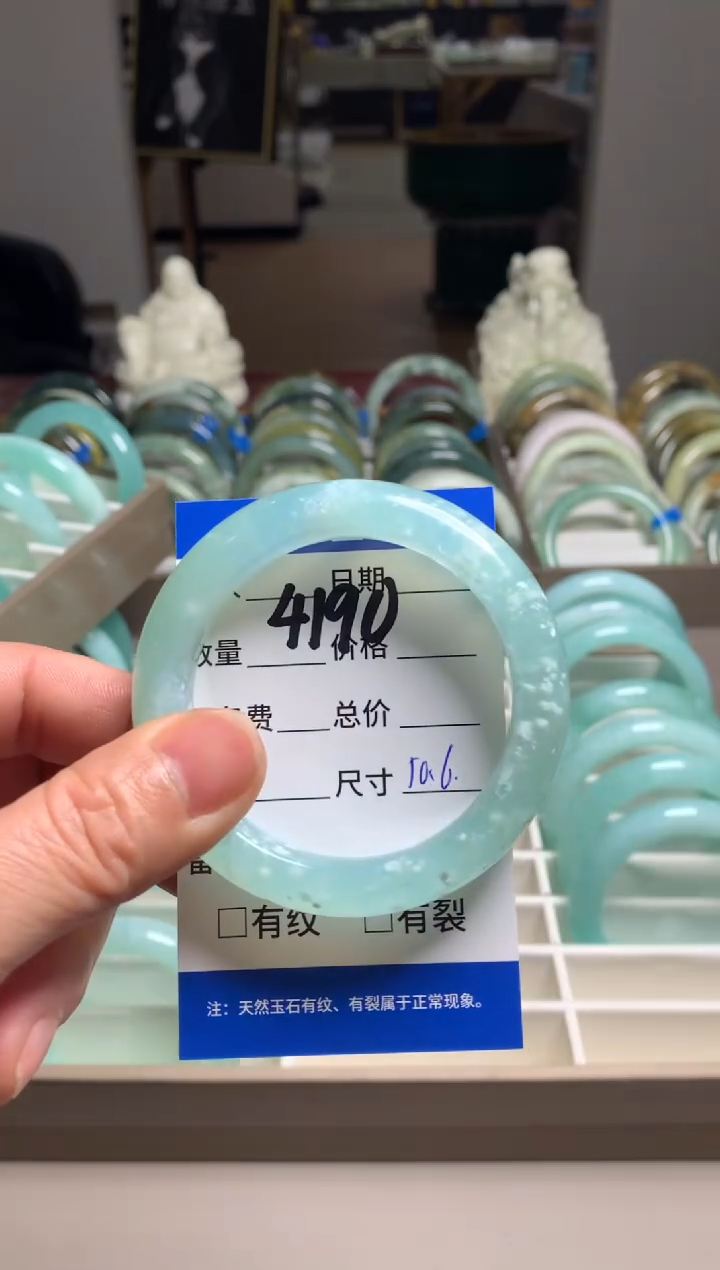 日期
4190
数量 价格
费 总价
尺寸 50.6.
□有纹 □有裂
注：天然玉石有纹、有裂属于正常现象。